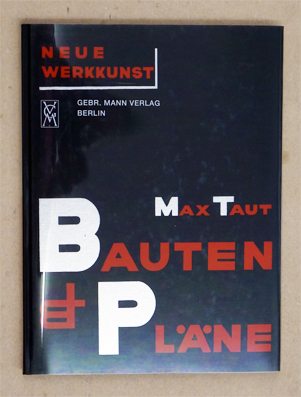 NEUE
WERKKUNST
GEBR. MANN VERLAG
BERLIN
MAX TAUT
BAUTEN
&
PLÄNE